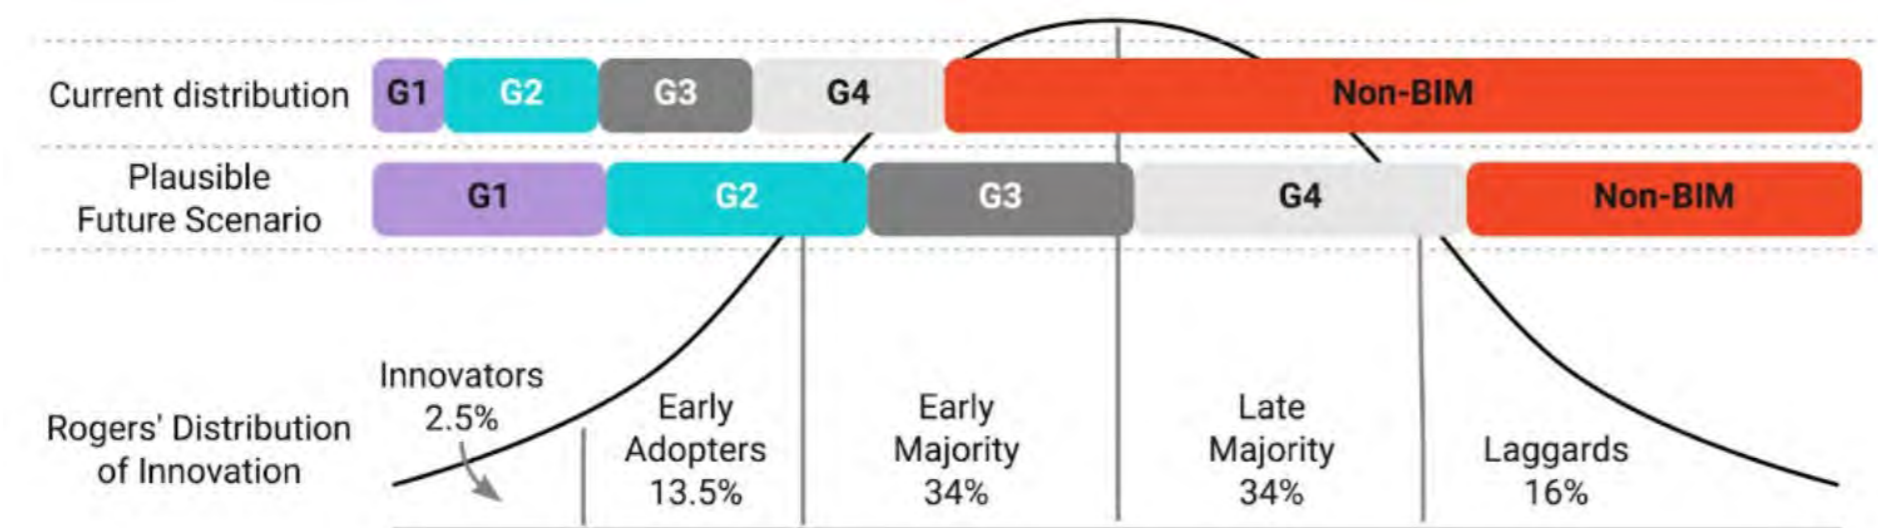 Current distribution
G1
G2
G3
G4
Non-BIM
Plausible
Future Scenario
G1
G2
G3
G4
Non-BIM
Rogers' Distribution
of Innovation
Innovators
2.5%
Early
Adopters
13.5%
Early
Majority
34%
Late
Majority
34%
Laggards
16%